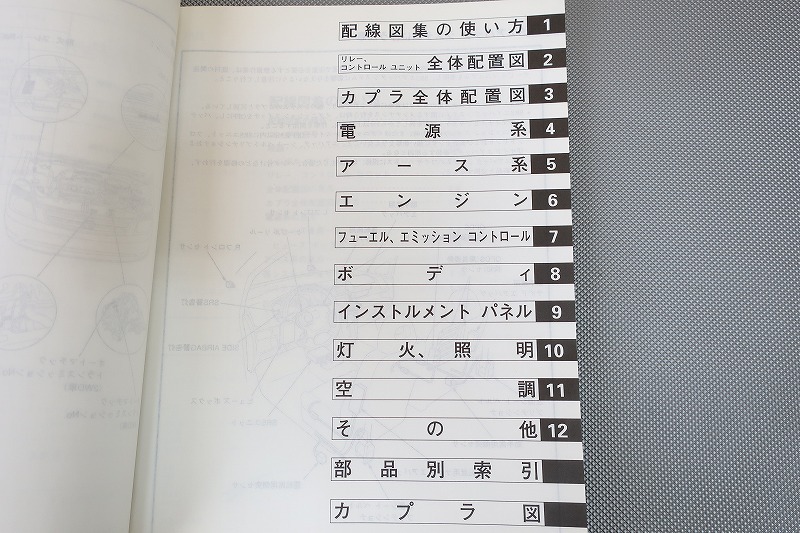 配線図集の使い方 1
リレー、
コントロール ユニット 全体配置図 2
カプラ全体配置図 3
電源系 4
アース系 5
エンジン 6
フューエル、エミッション コントロール 7
ボディ 8
インストルメント パネル 9
灯火、照明 10
空調 11
その他 12
部品別索引
カプラ図